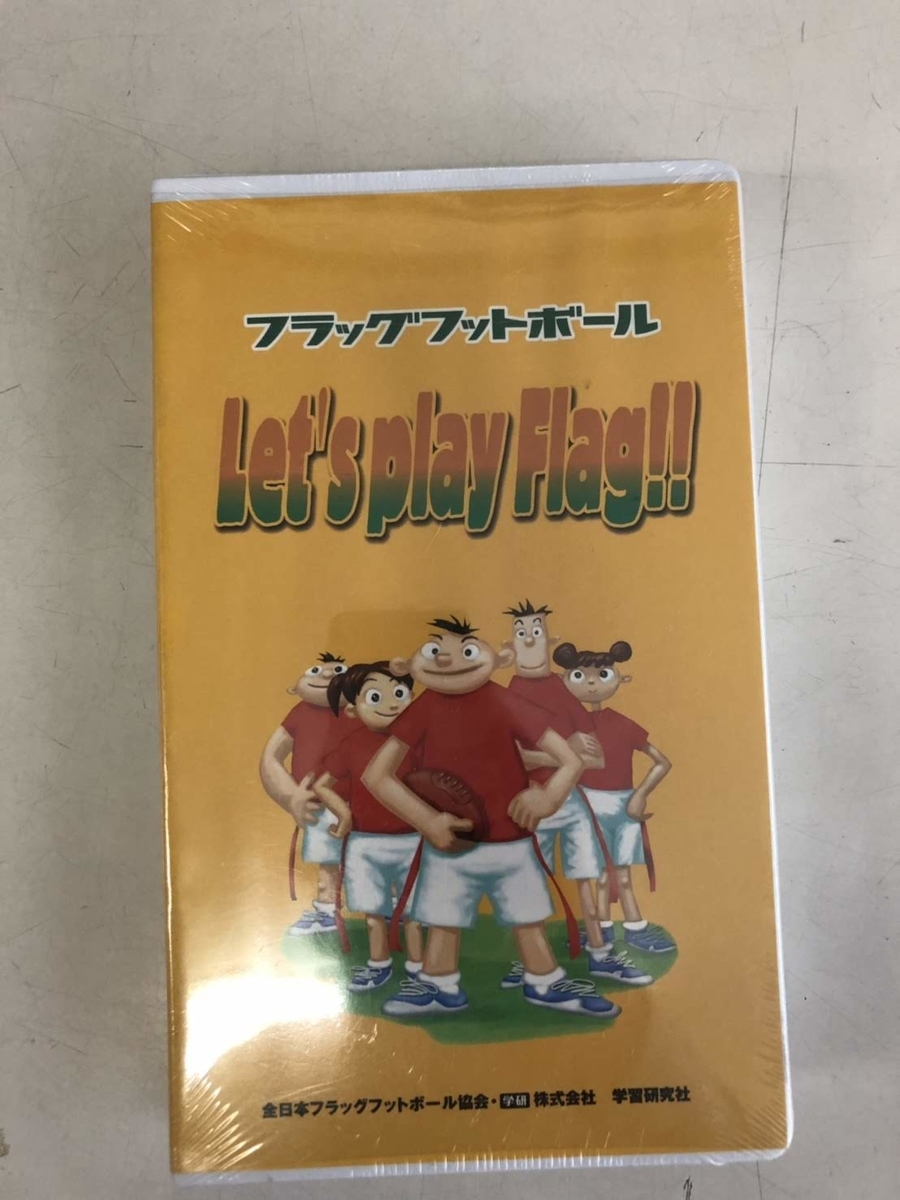 フラッグフットボール
Let's play Flag!!
全日本フラッグフットボール協会・学研 株式会社 学習研究社